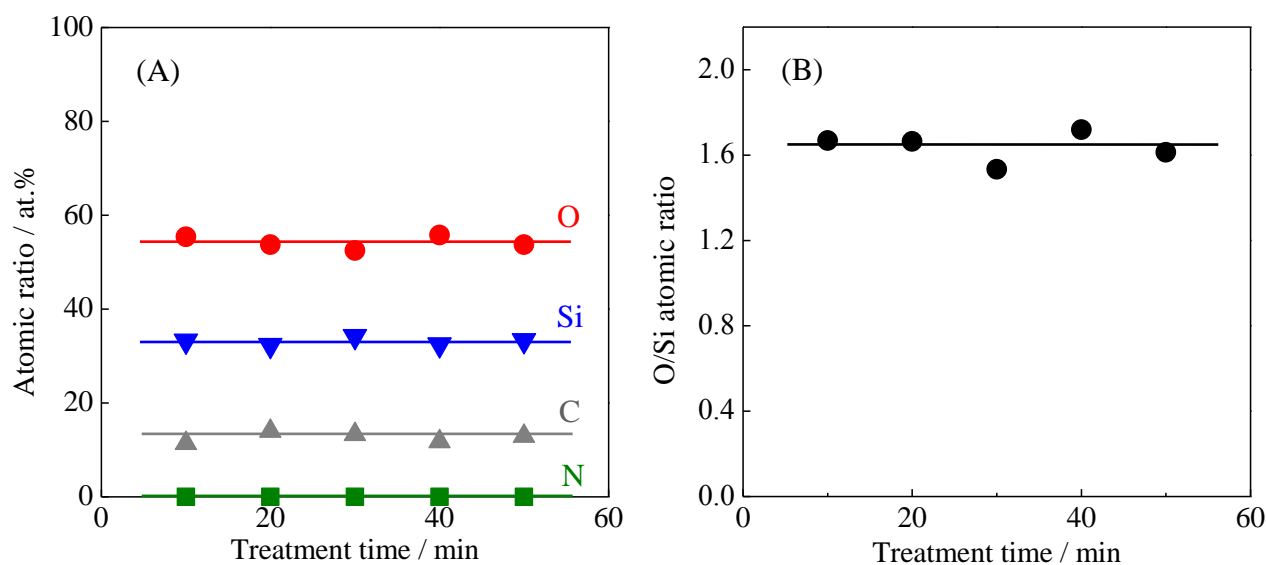 (A)
Atomic ratio / at.%
100
80
60
40
20
0
O
Si
C
N
0 20 40 60
Treatment time / min
(B)
O/Si atomic ratio
2.0
1.6
1.2
0.8
0.4
0.0
0 20 40 60
Treatment time / min